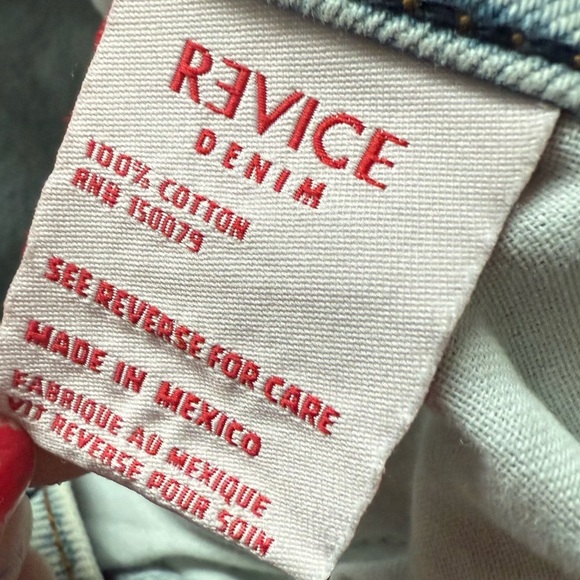 RƎVICE
DENIM
100% COTTON
RN# 150079
SEE REVERSE FOR CARE
MADE IN MEXICO
FABRIQUE AU MEXIQUE
VIT REVERSE POUR SOIN